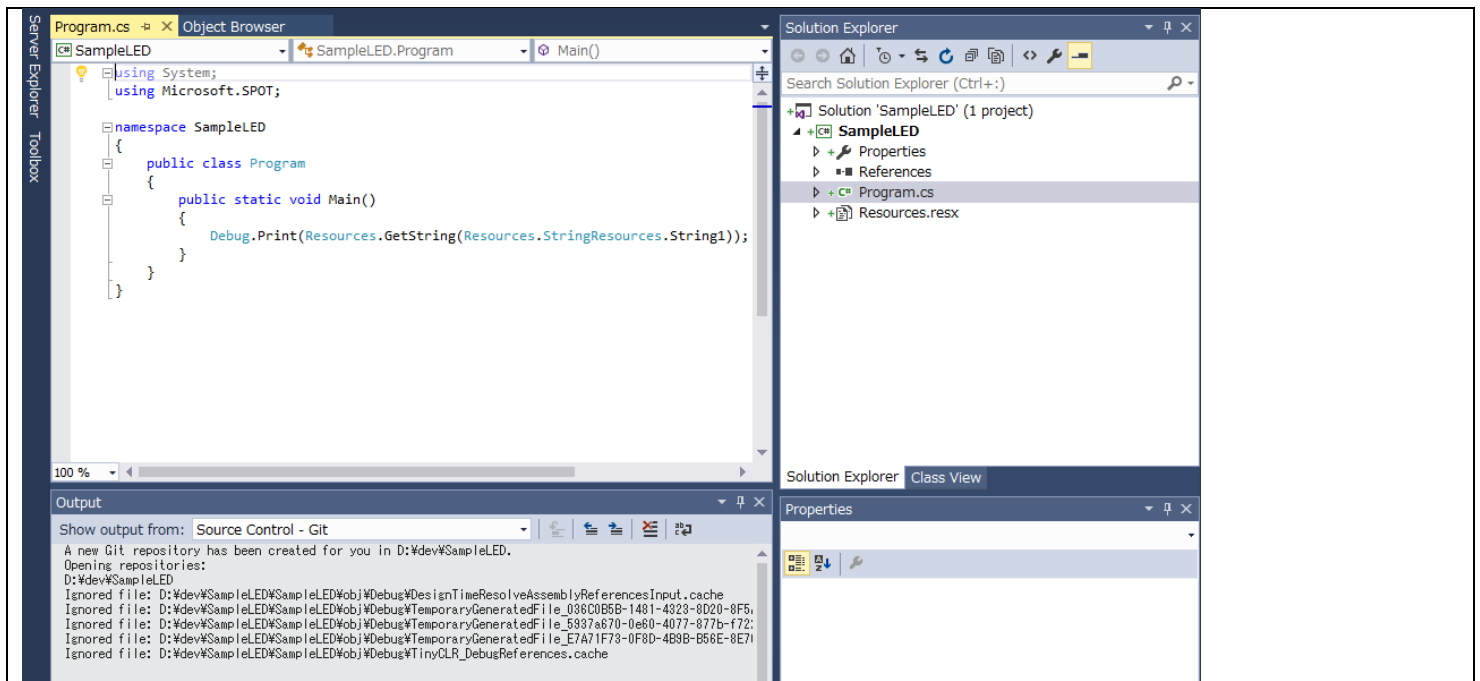 Server Explorer
Toolbox
Program.cs
Object Browser
C# SampleLED
SampleLED.Program
Main()
using System;
using Microsoft.SPOT;
namespace SampleLED
{
public class Program
{
public static void Main()
{
Debug.Print(Resources.GetString(Resources.StringResources.String1));
}
}
}
100 %
Output
Show output from: Source Control - Git
A new Git repository has been created for you in D:¥dev¥SampleLED.
Opening repositories:
D:¥dev¥SampleLED
Ignored file: D:¥dev¥SampleLED¥SampleLED¥obj¥Debug¥DesignTimeResolveAssemblyReferencesInput.cache
Ignored file: D:¥dev¥SampleLED¥SampleLED¥obj¥Debug¥TemporaryGeneratedFile_036C0B5B-1481-4323-8D20-8F5
Ignored file: D:¥dev¥SampleLED¥SampleLED¥obj¥Debug¥TemporaryGeneratedFile_5937a670-0e60-4077-877b-f72
Ignored file: D:¥dev¥SampleLED¥SampleLED¥obj¥Debug¥TemporaryGeneratedFile_E7A71F73-0F8D-4B9B-B56E-8E7
Ignored file: D:¥dev¥SampleLED¥SampleLED¥obj¥Debug¥TinyCLR_DebugReferences.cache
Solution Explorer
Search Solution Explorer (Ctrl+:)
Solution 'SampleLED' (1 project)
C# SampleLED
Properties
References
C# Program.cs
Resources.resx
Solution Explorer
Class View
Properties